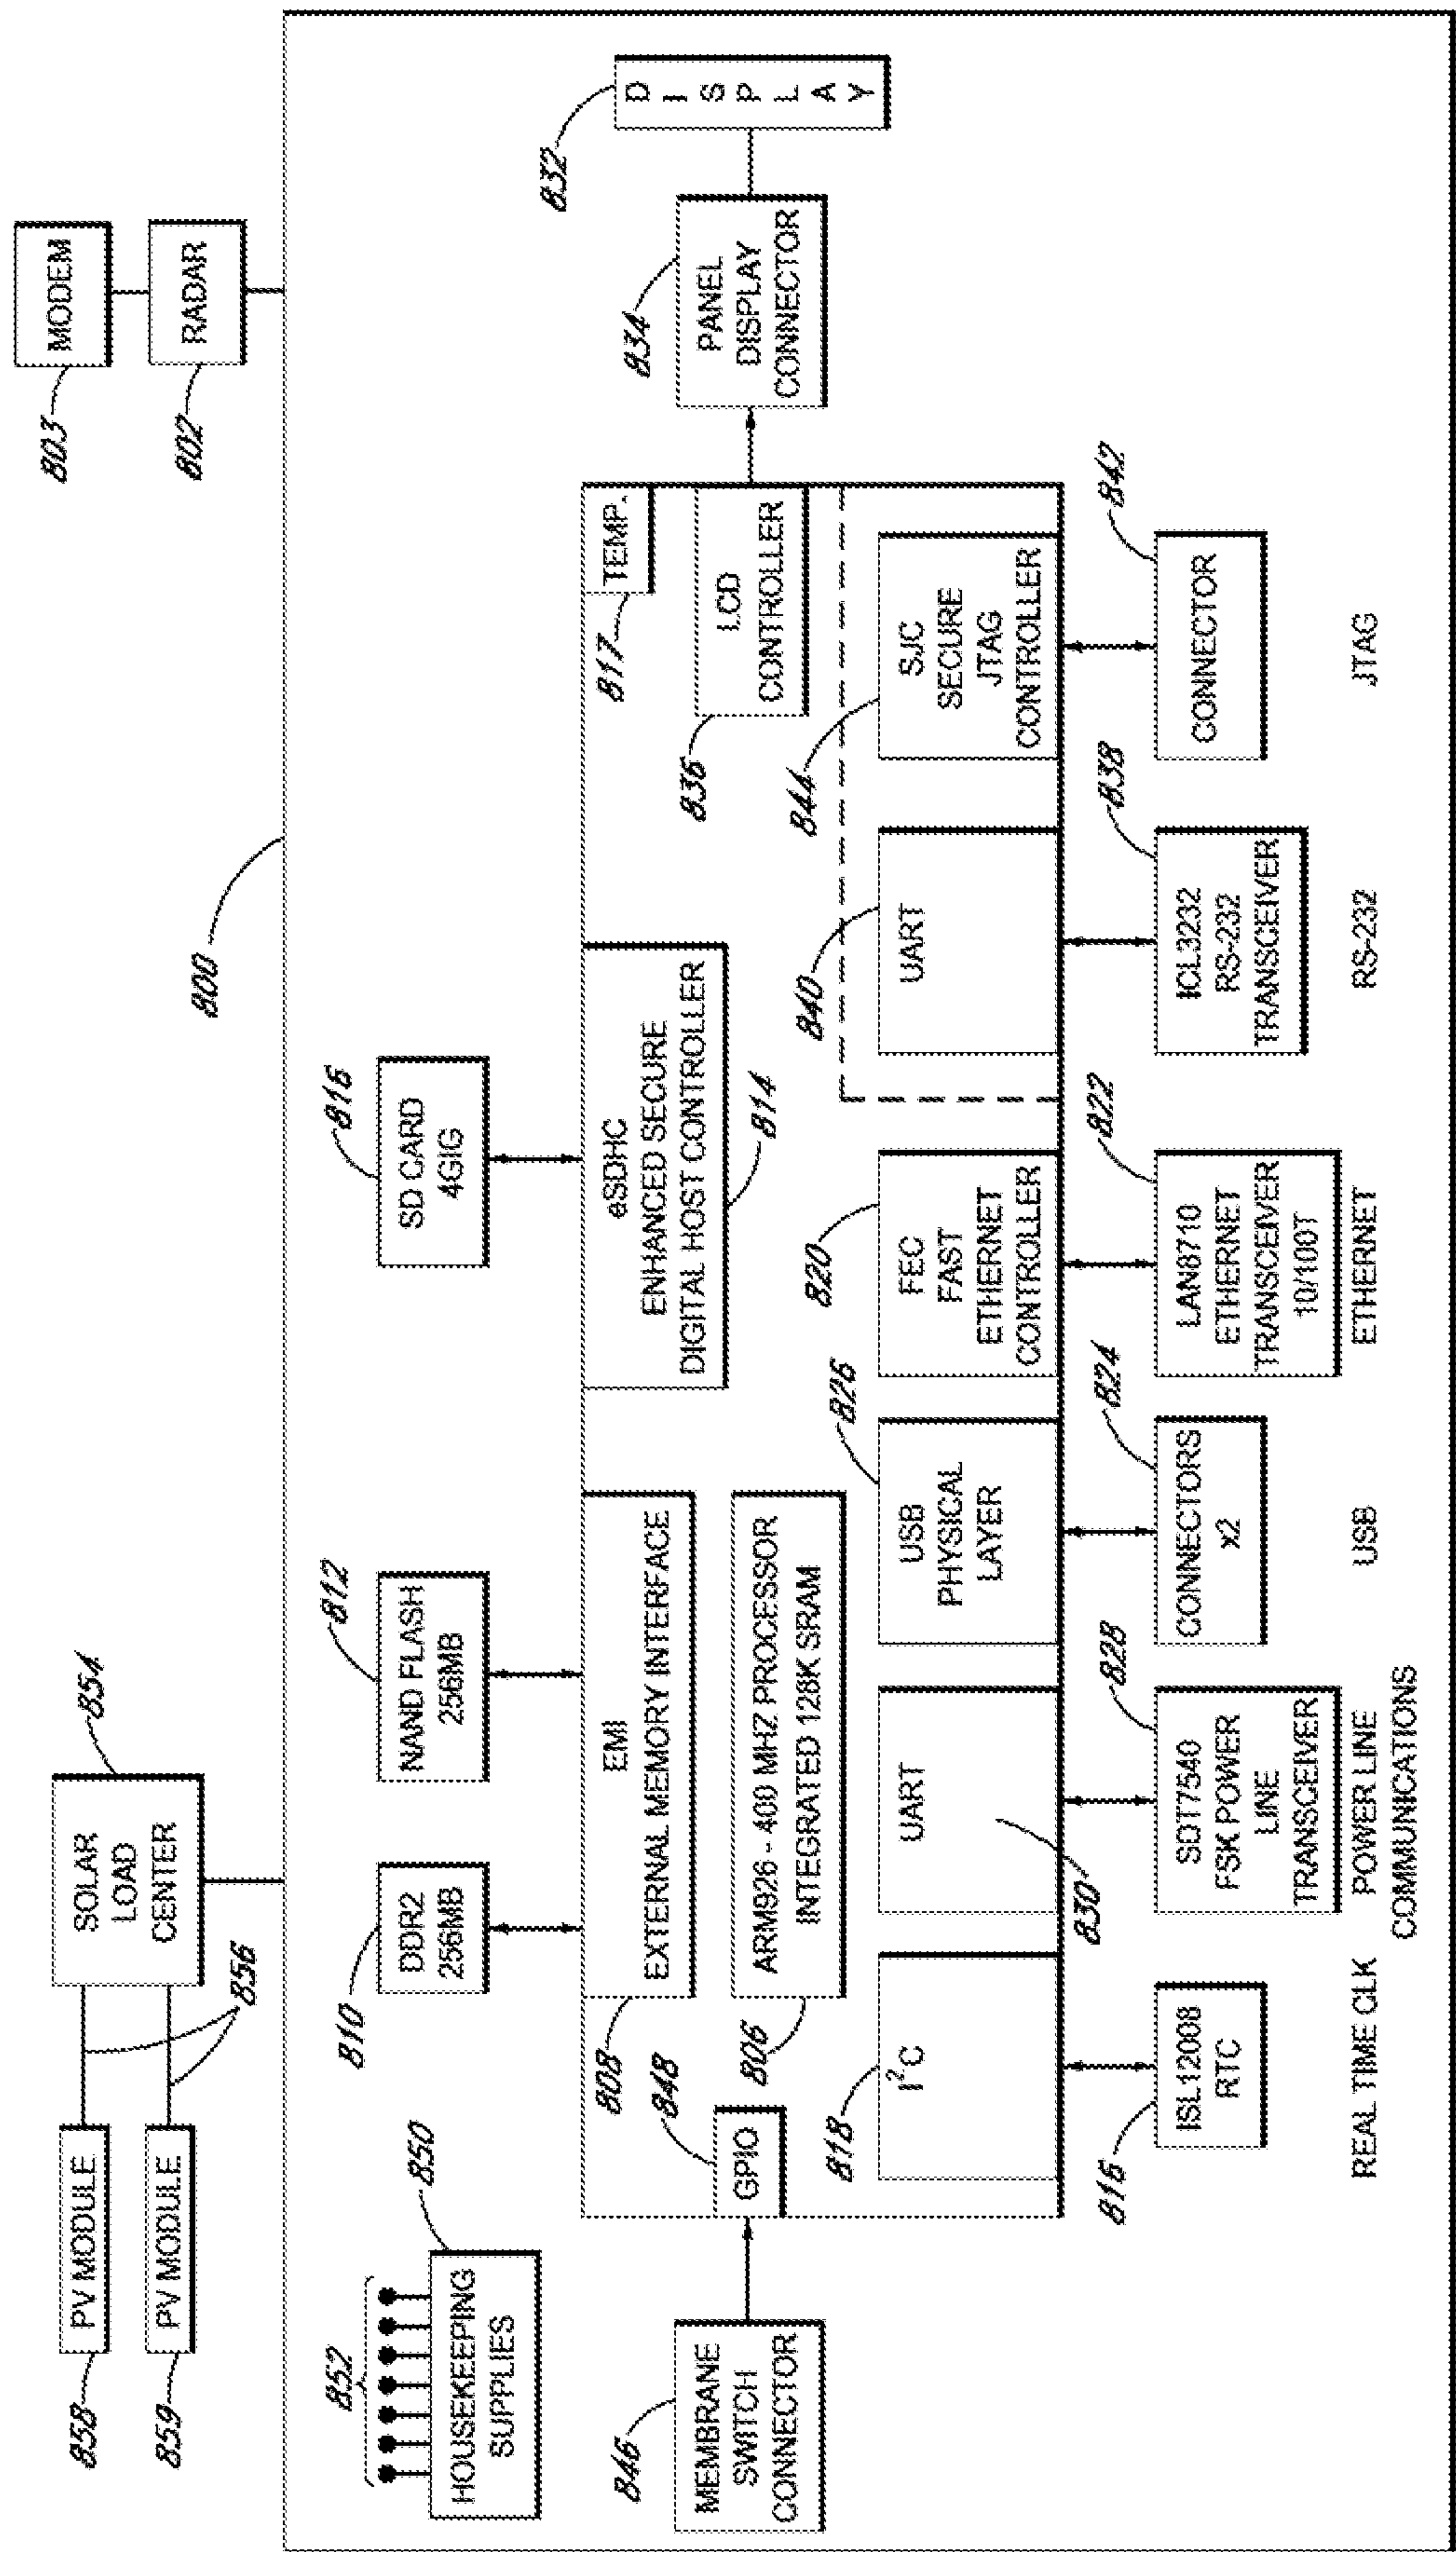 858
PV MODULE
859
PV MODULE
856
SOLAR
LOAD
CENTER
854
803
MODEM
802
RADAR
800
852
HOUSEKEEPING
SUPPLIES
850
810
DDR2
256MB
812
NAND FLASH
256MB
816
SD CARD
4GIG
808
EMI
EXTERNAL MEMORY INTERFACE
eSDHC
ENHANCED SECURE
DIGITAL HOST CONTROLLER
814
817
TEMP.
846
MEMBRANE
SWITCH
CONNECTOR
848
GPIO
806
ARM926 - 400 MHZ PROCESSOR
INTEGRATED 128K SRAM
836
LCD
CONTROLLER
834
PANEL
DISPLAY
CONNECTOR
832
D
I
S
P
L
A
Y
818
I²C
UART
830
826
USB
PHYSICAL
LAYER
820
FEC
FAST
ETHERNET
CONTROLLER
840
UART
844
SJC
SECURE
JTAG
CONTROLLER
816
ISL12008
RTC
828
SDT7540
FSK POWER
LINE
TRANSCEIVER
824
CONNECTORS
x2
822
LAN8710
ETHERNET
TRANSCEIVER
10/100T
838
ICL3232
RS-232
TRANSCEIVER
842
CONNECTOR
REAL TIME CLK
POWER LINE
COMMUNICATIONS
USB
ETHERNET
RS-232
JTAG